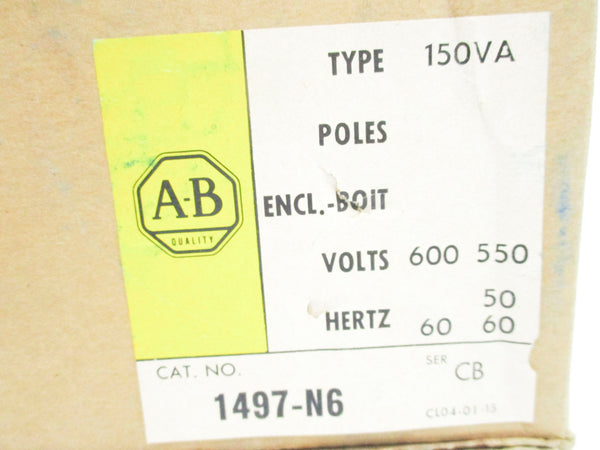 TYPE 150VA
POLES
A-B
QUALITY
ENCL.-BOIT
VOLTS 600 550
50
HERTZ 60 60
CAT. NO.
SER CB
1497-N6
CL04-01-15